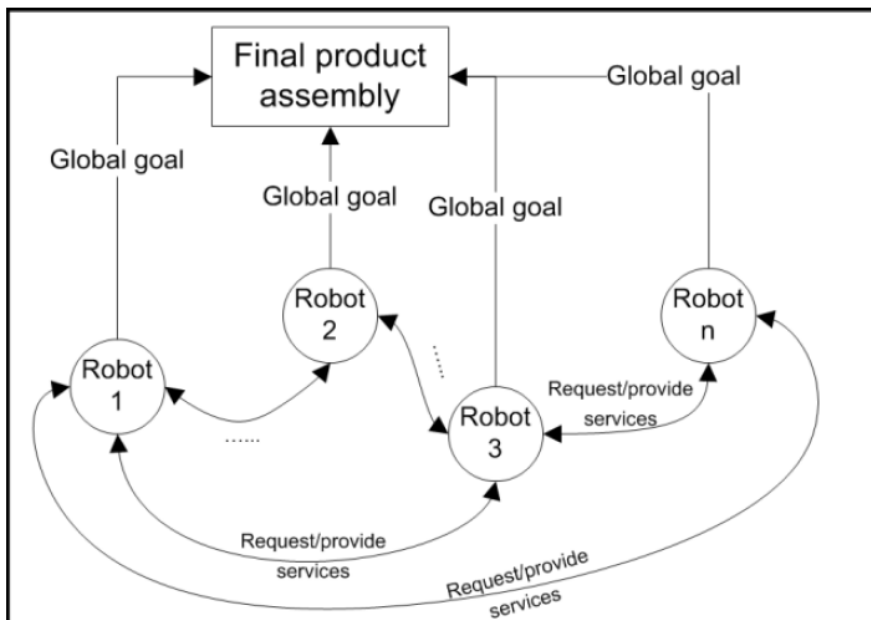 Final product
assembly
Global goal
Global goal
Global goal
Global goal
Robot
2
Robot
n
Robot
1
......
Robot
3
......
Request/provide
services
Request/provide
services
Request/provide
services